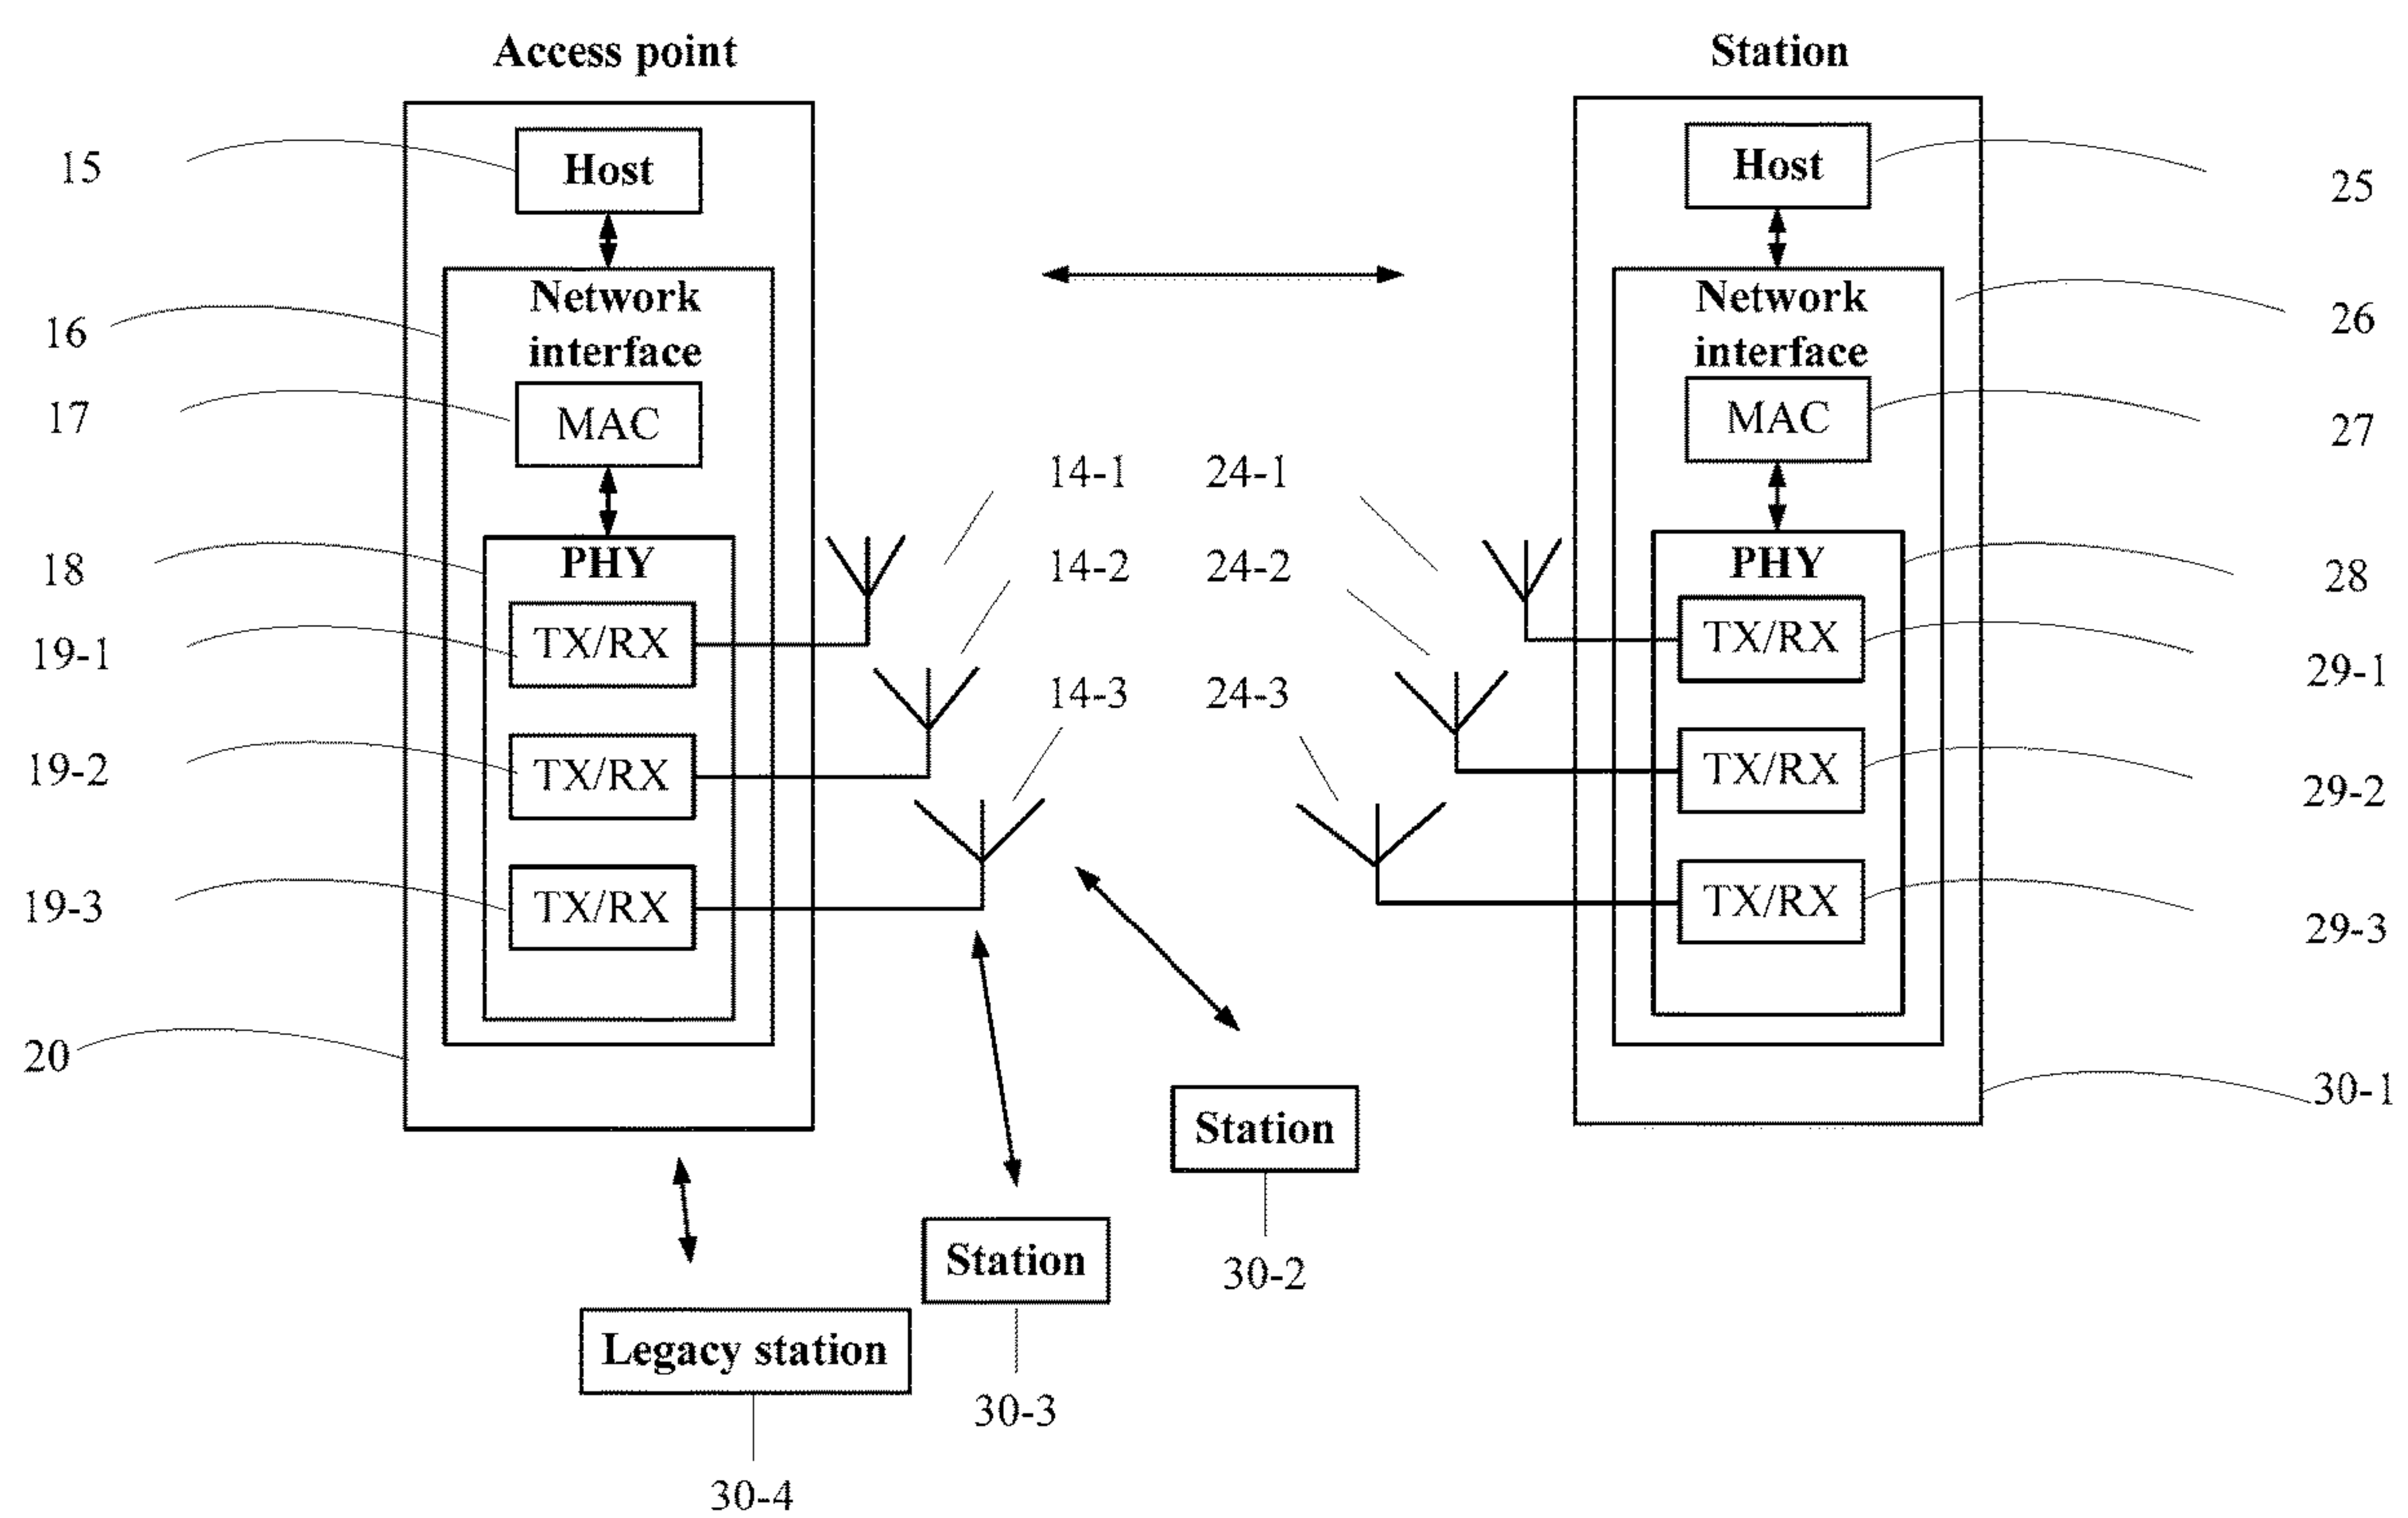 Access point
Station
15
Host
Host
25
16
Network
interface
Network
interface
26
17
MAC
MAC
27
14-1
24-1
18
PHY
14-2
24-2
PHY
28
19-1
TX/RX
TX/RX
29-1
14-3
24-3
19-2
TX/RX
TX/RX
29-2
19-3
TX/RX
TX/RX
29-3
20
30-1
Station
30-2
Station
30-3
Legacy station
30-4